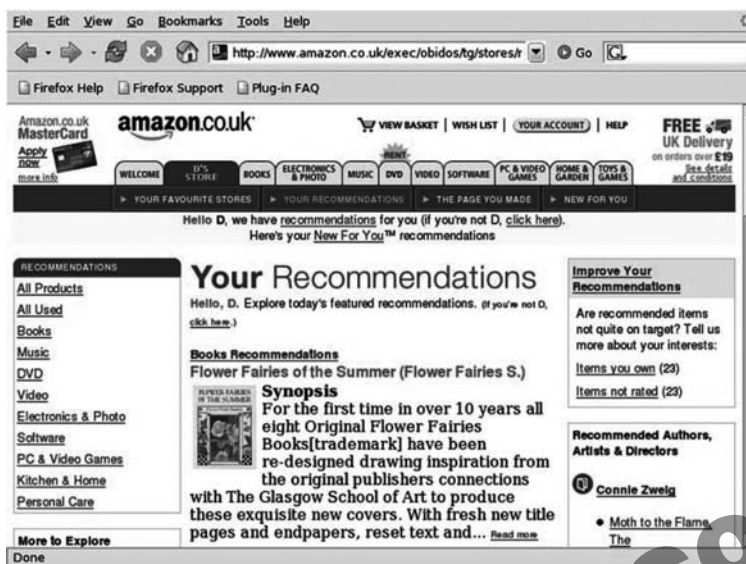 File Edit View Go Bookmarks Tools Help
http://www.amazon.co.uk/exec/obidos/tg/stores/r Go G
Firefox Help Firefox Support Plug-in FAQ
Amazon.co.uk
MasterCard
Apply
now
more info
amazon.co.uk
VIEW BASKET | WISH LIST | YOUR ACCOUNT | HELP
FREE
UK Delivery
on orders over £19
See details
and conditions
RENT
WELCOME
D'S
STORE
BOOKS
ELECTRONICS
& PHOTO
MUSIC
DVD
VIDEO
SOFTWARE
PC & VIDEO
GAMES
HOME &
GARDEN
TOYS &
GAMES
YOUR FAVOURITE STORES YOUR RECOMMENDATIONS THE PAGE YOU MADE NEW FOR YOU
Hello D, we have recommendations for you (if you're not D, click here).
Here's your New For You™ recommendations
RECOMMENDATIONS
All Products
All Used
Books
Music
DVD
Video
Electronics & Photo
Software
PC & Video Games
Kitchen & Home
Personal Care
More to Explore
Your Recommendations
Hello, D. Explore today's featured recommendations. (If you're not D,
click here.)
Books Recommendations
Flower Fairies of the Summer (Flower Fairies S.)
FLOWER FAIRIES
OF THE SUMMER
Synopsis
For the first time in over 10 years all
eight Original Flower Fairies
Books[trademark] have been
re-designed drawing inspiration from
the original publishers connections
with The Glasgow School of Art to produce
these exquisite new covers. With fresh new title
pages and endpapers, reset text and... Read more
Improve Your
Recommendations
Are recommended items
not quite on target? Tell us
more about your interests:
Items you own (23)
Items not rated (23)
Recommended Authors,
Artists & Directors
Connie Zweig
Moth to the Flame,
The
Done